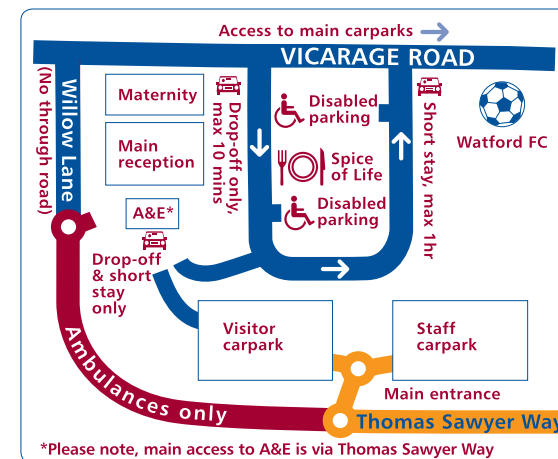 Access to main carparks
VICARAGE ROAD
Willow Lane
(No through road)
Maternity
Main
reception
A&E*
Drop-off only,
max 10 mins
Disabled
parking
Spice
of Life
Disabled
parking
Short stay, max 1hr
Watford FC
Drop-off
& short
stay
only
Visitor
carpark
Staff
carpark
Main entrance
Ambulances only
Thomas Sawyer Way
*Please note, main access to A&E is via Thomas Sawyer Way